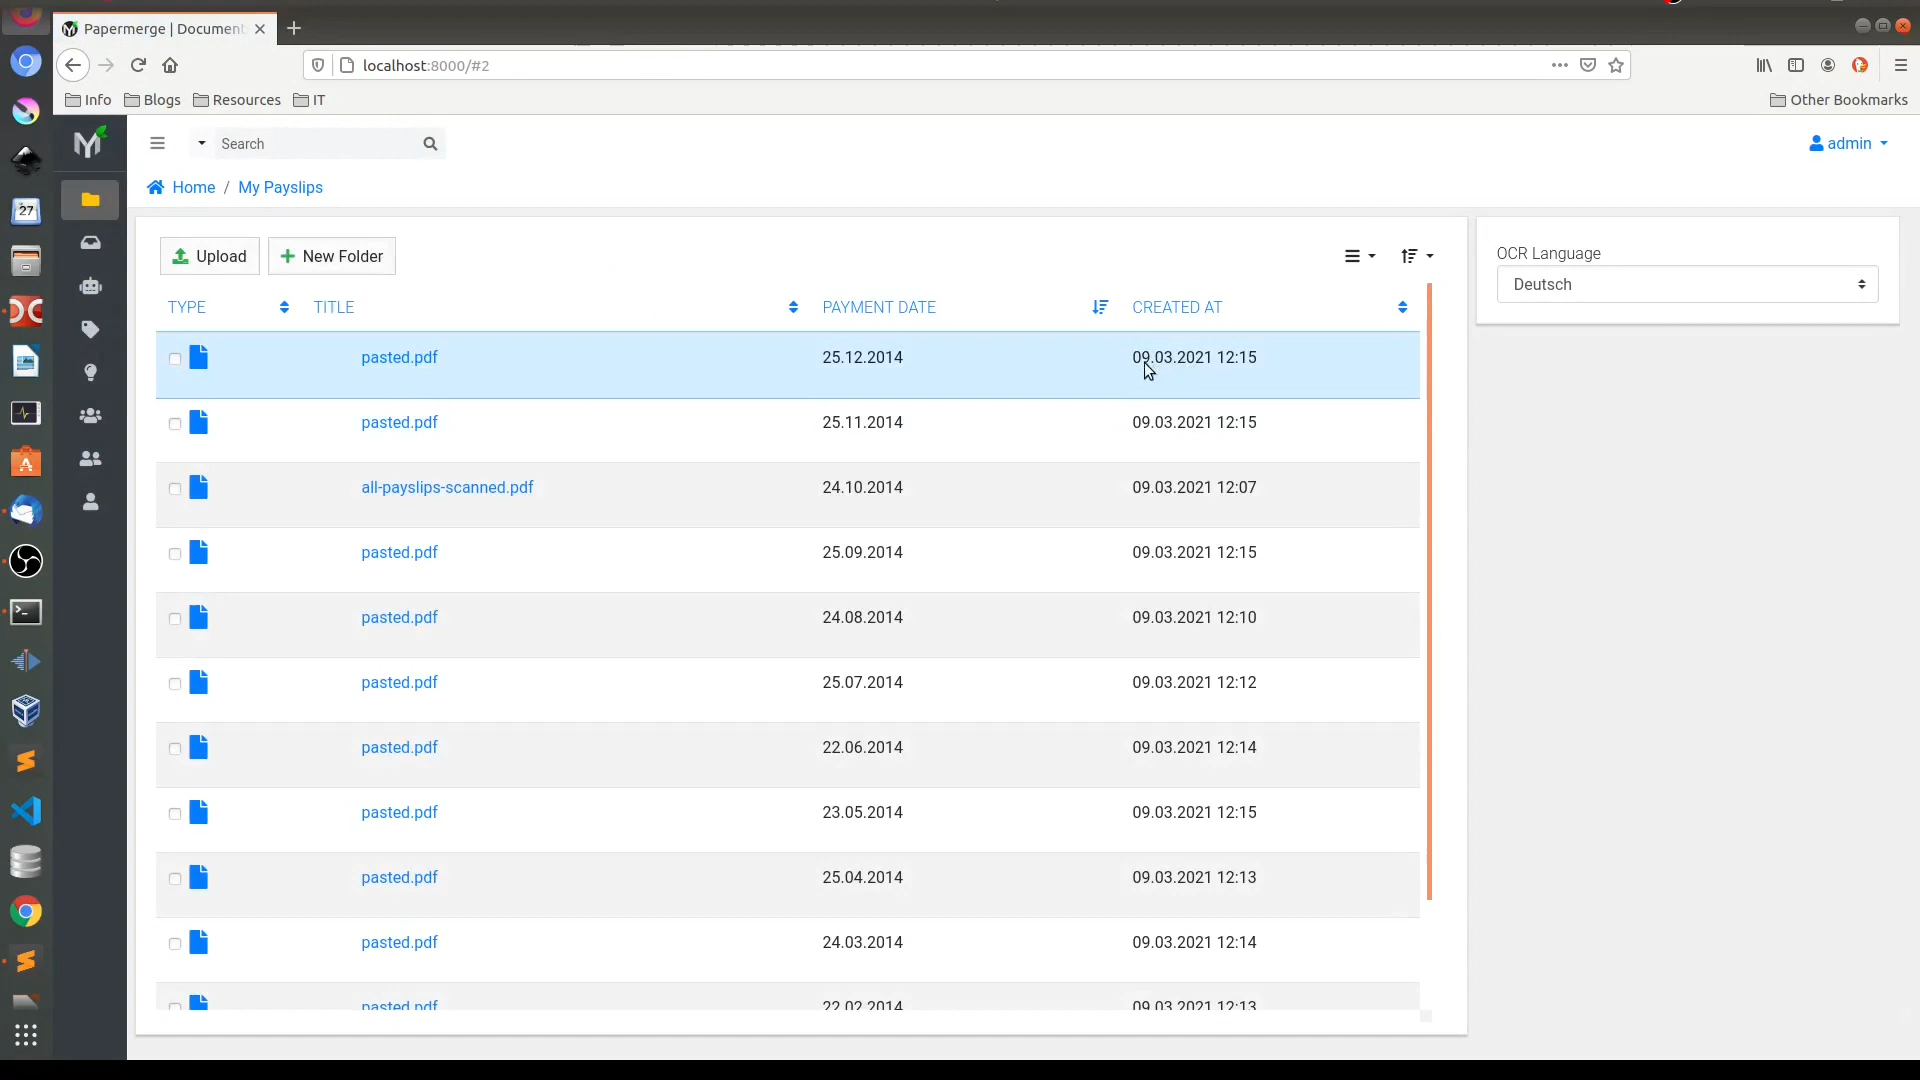 Papermerge | Document
localhost:8000/#2
Info Blogs Resources IT Other Bookmarks
Search
admin
Home / My Payslips
Upload New Folder
OCR Language
Deutsch
TYPE TITLE PAYMENT DATE CREATED AT
pasted.pdf 25.12.2014 09.03.2021 12:15
pasted.pdf 25.11.2014 09.03.2021 12:15
all-payslips-scanned.pdf 24.10.2014 09.03.2021 12:07
pasted.pdf 25.09.2014 09.03.2021 12:15
pasted.pdf 24.08.2014 09.03.2021 12:10
pasted.pdf 25.07.2014 09.03.2021 12:12
pasted.pdf 22.06.2014 09.03.2021 12:14
pasted.pdf 23.05.2014 09.03.2021 12:15
pasted.pdf 25.04.2014 09.03.2021 12:13
pasted.pdf 24.03.2014 09.03.2021 12:14
pasted.pdf 22.02.2014 09.03.2021 12:13
27